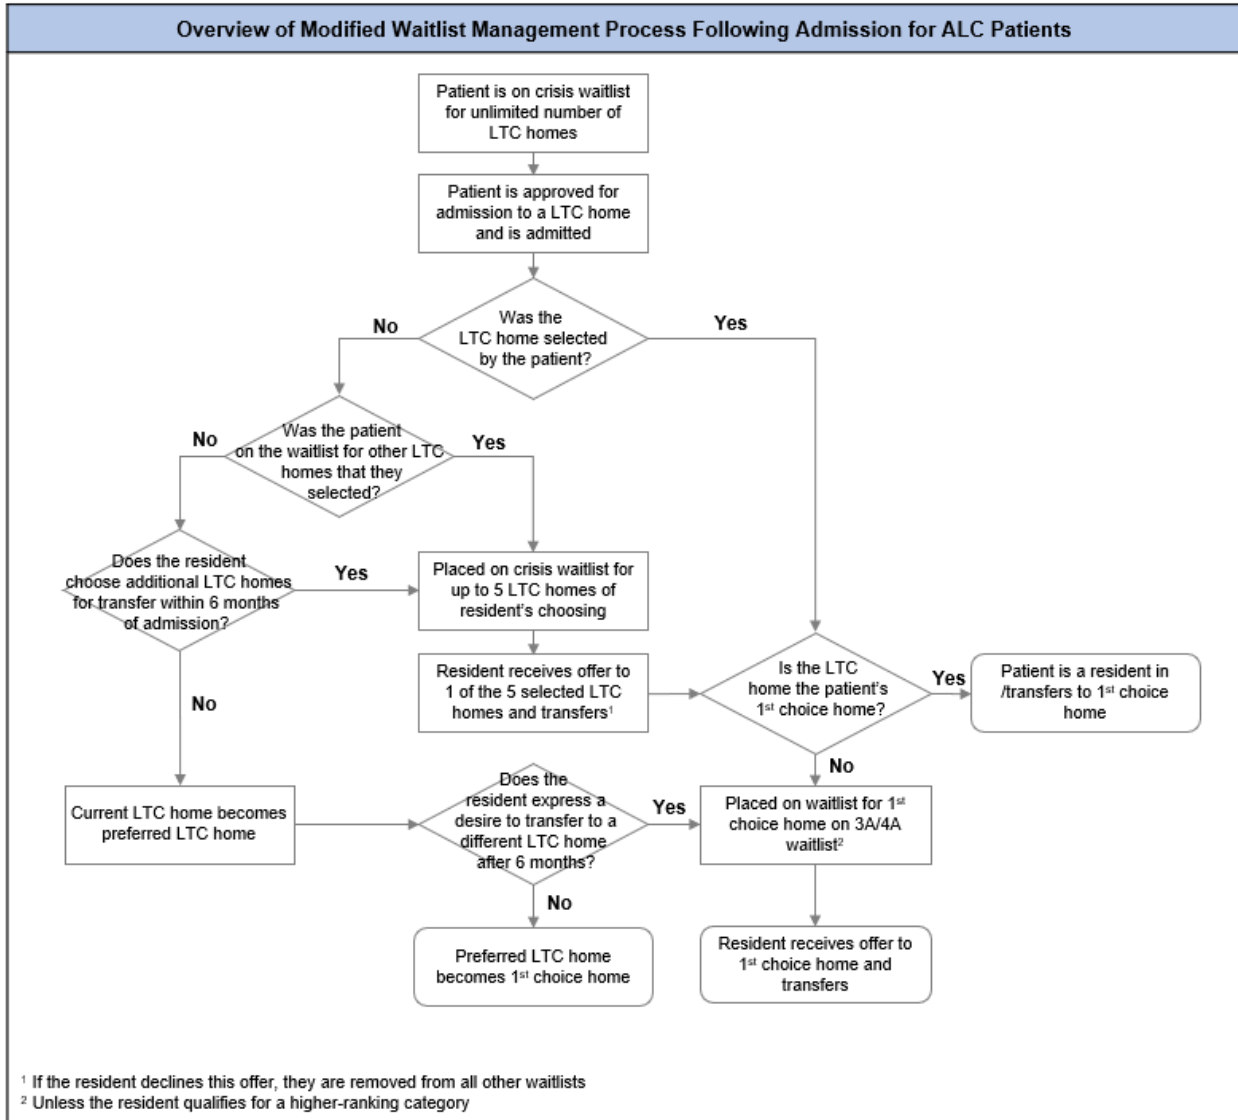 Overview of Modified Waitlist Management Process Following Admission for ALC Patients
Patient is on crisis waitlist
for unlimited number of
LTC homes
Patient is approved for
admission to a LTC home
and is admitted
Was the
LTC home selected
by the patient?
No
Yes
Was the patient
on the waitlist for other LTC
homes that they
selected?
No
Yes
Does the resident
choose additional LTC homes
for transfer within 6 months
of admission?
Yes
No
Placed on crisis waitlist for
up to 5 LTC homes of
resident's choosing
Resident receives offer to
1 of the 5 selected LTC
homes and transfers¹
Is the LTC
home the patient's
1st choice home?
Yes
No
Patient is a resident in
/transfers to 1st choice
home
Current LTC home becomes
preferred LTC home
Does the
resident express a
desire to transfer to a
different LTC home
after 6 months?
Yes
No
Placed on waitlist for 1st
choice home on 3A/4A
waitlist²
Preferred LTC home
becomes 1st choice home
Resident receives offer to
1st choice home and
transfers
¹ If the resident declines this offer, they are removed from all other waitlists
² Unless the resident qualifies for a higher-ranking category